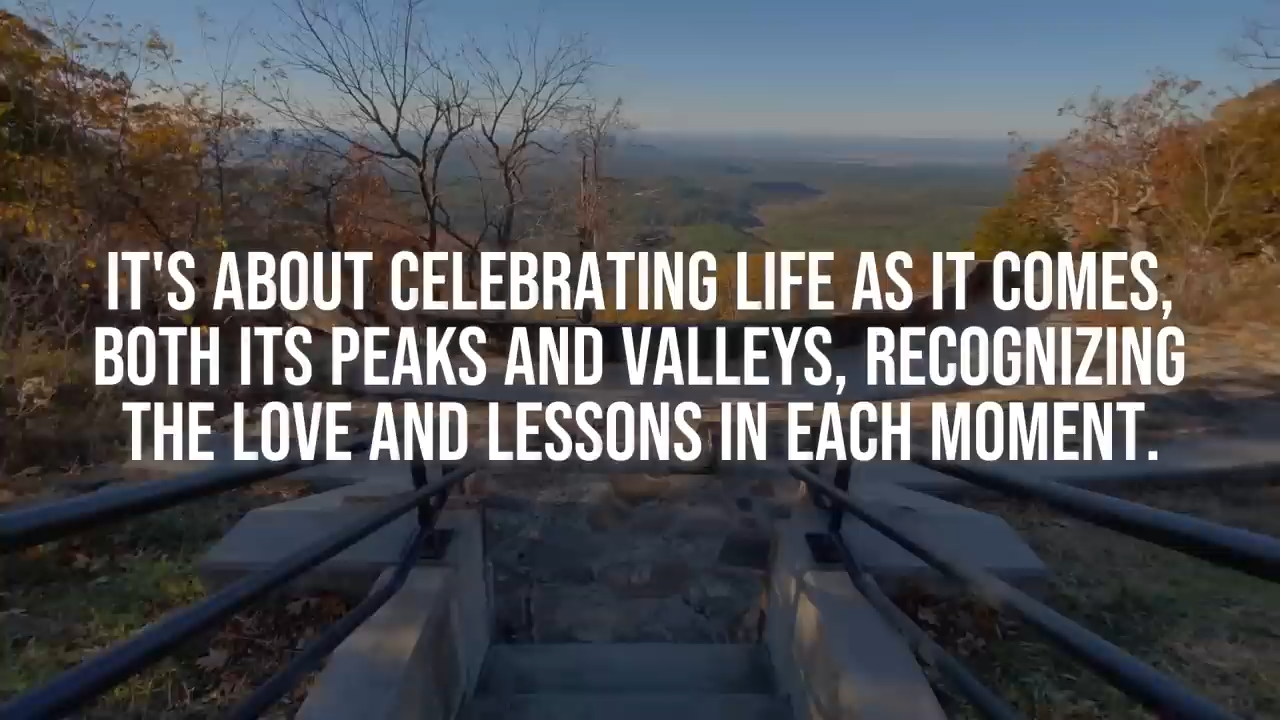 IT'S ABOUT CELEBRATING LIFE AS IT COMES,
BOTH ITS PEAKS AND VALLEYS, RECOGNIZING
THE LOVE AND LESSONS IN EACH MOMENT.